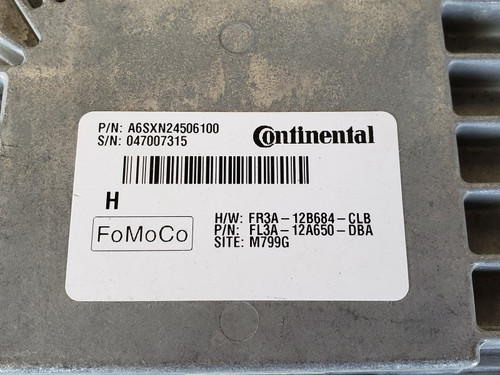 P/N: A6SXN24506100
S/N: 047007315
Continental
H
FoMoCo
H/W: FR3A-12B684-CLB
P/N: FL3A-12A650-DBA
SITE: M799G